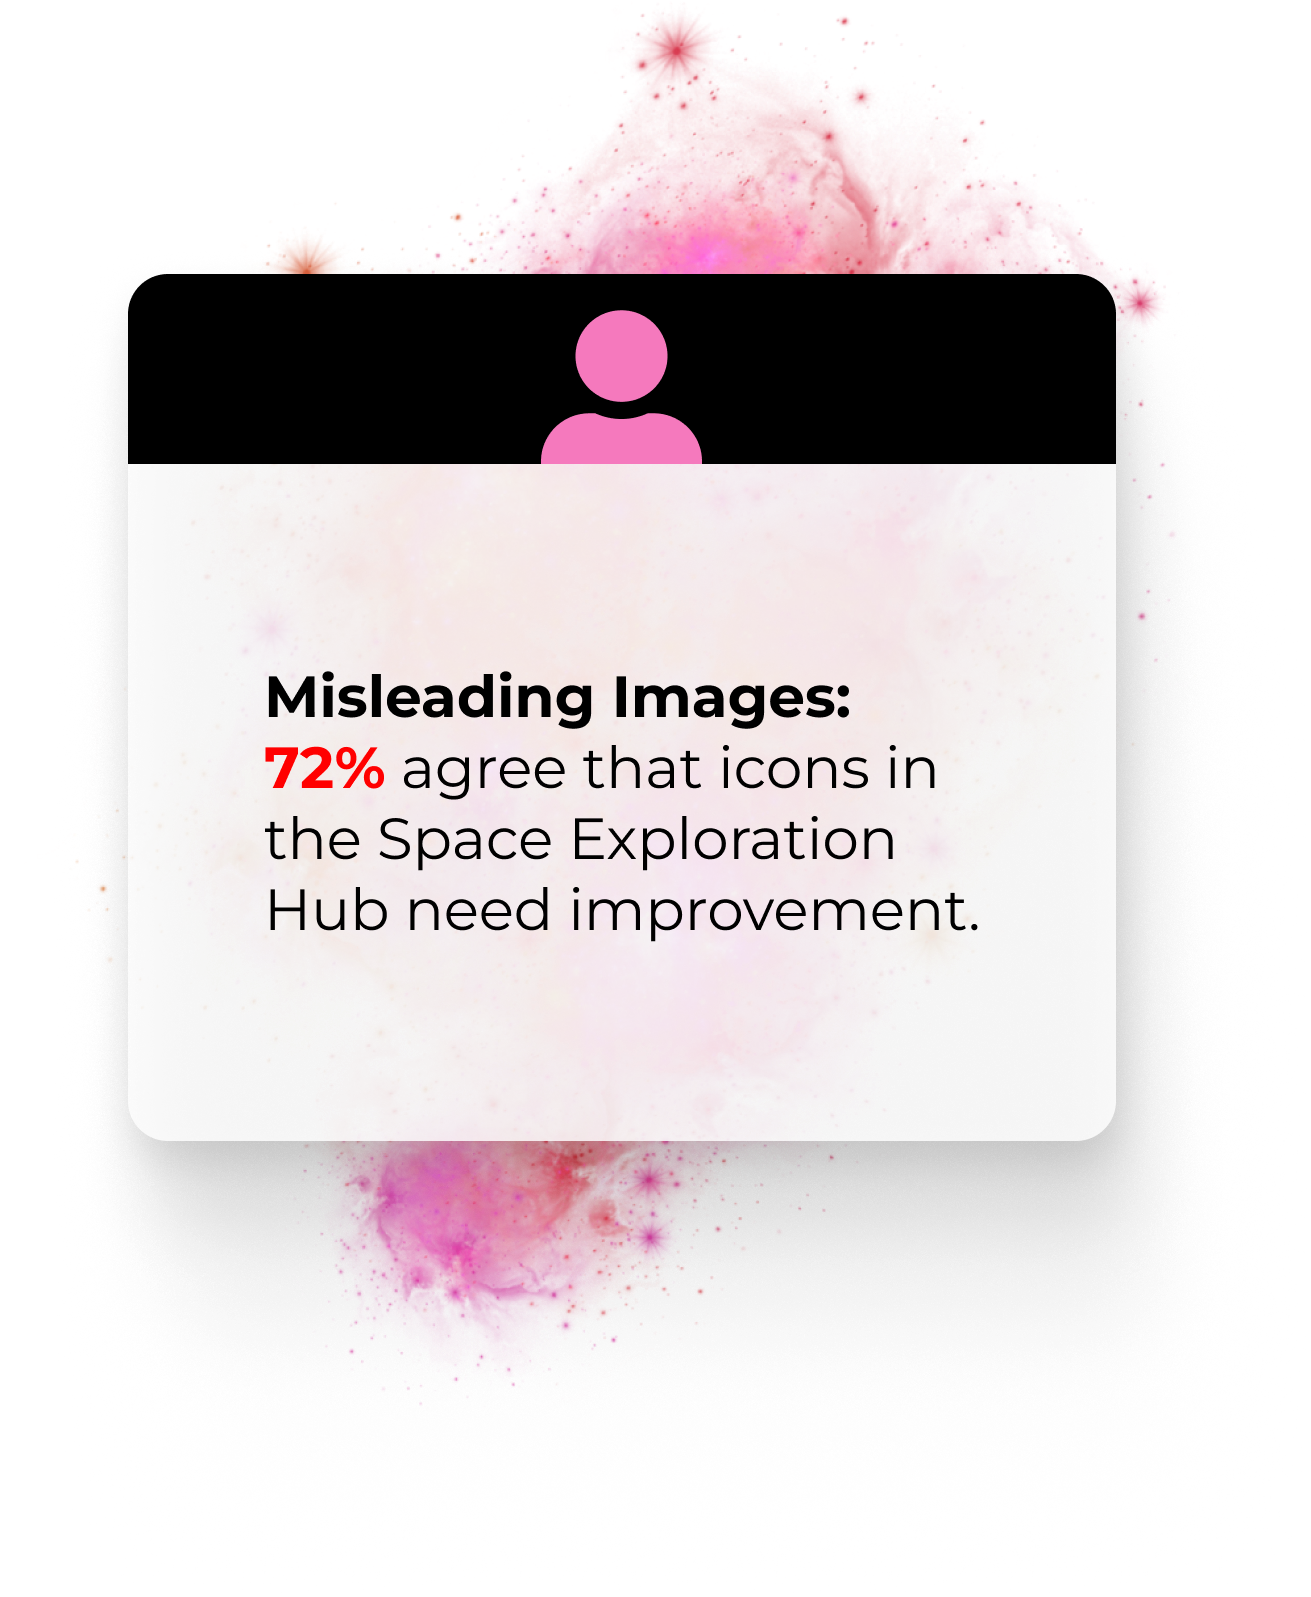 Misleading Images:
72% agree that icons in
the Space Exploration
Hub need improvement.